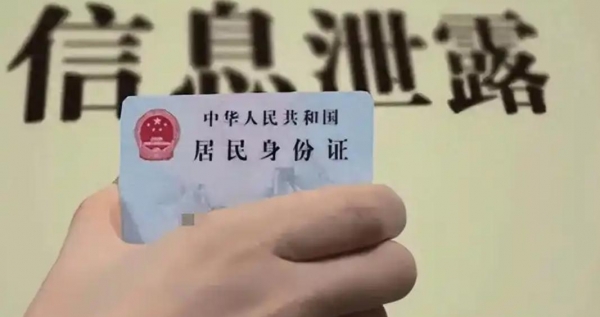 信息泄露
中华人民共和国
居民身份证